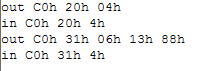 out C0h 20h 04h
in C0h 20h 4h
out C0h 31h 06h 13h 88h
in C0h 31h 4h